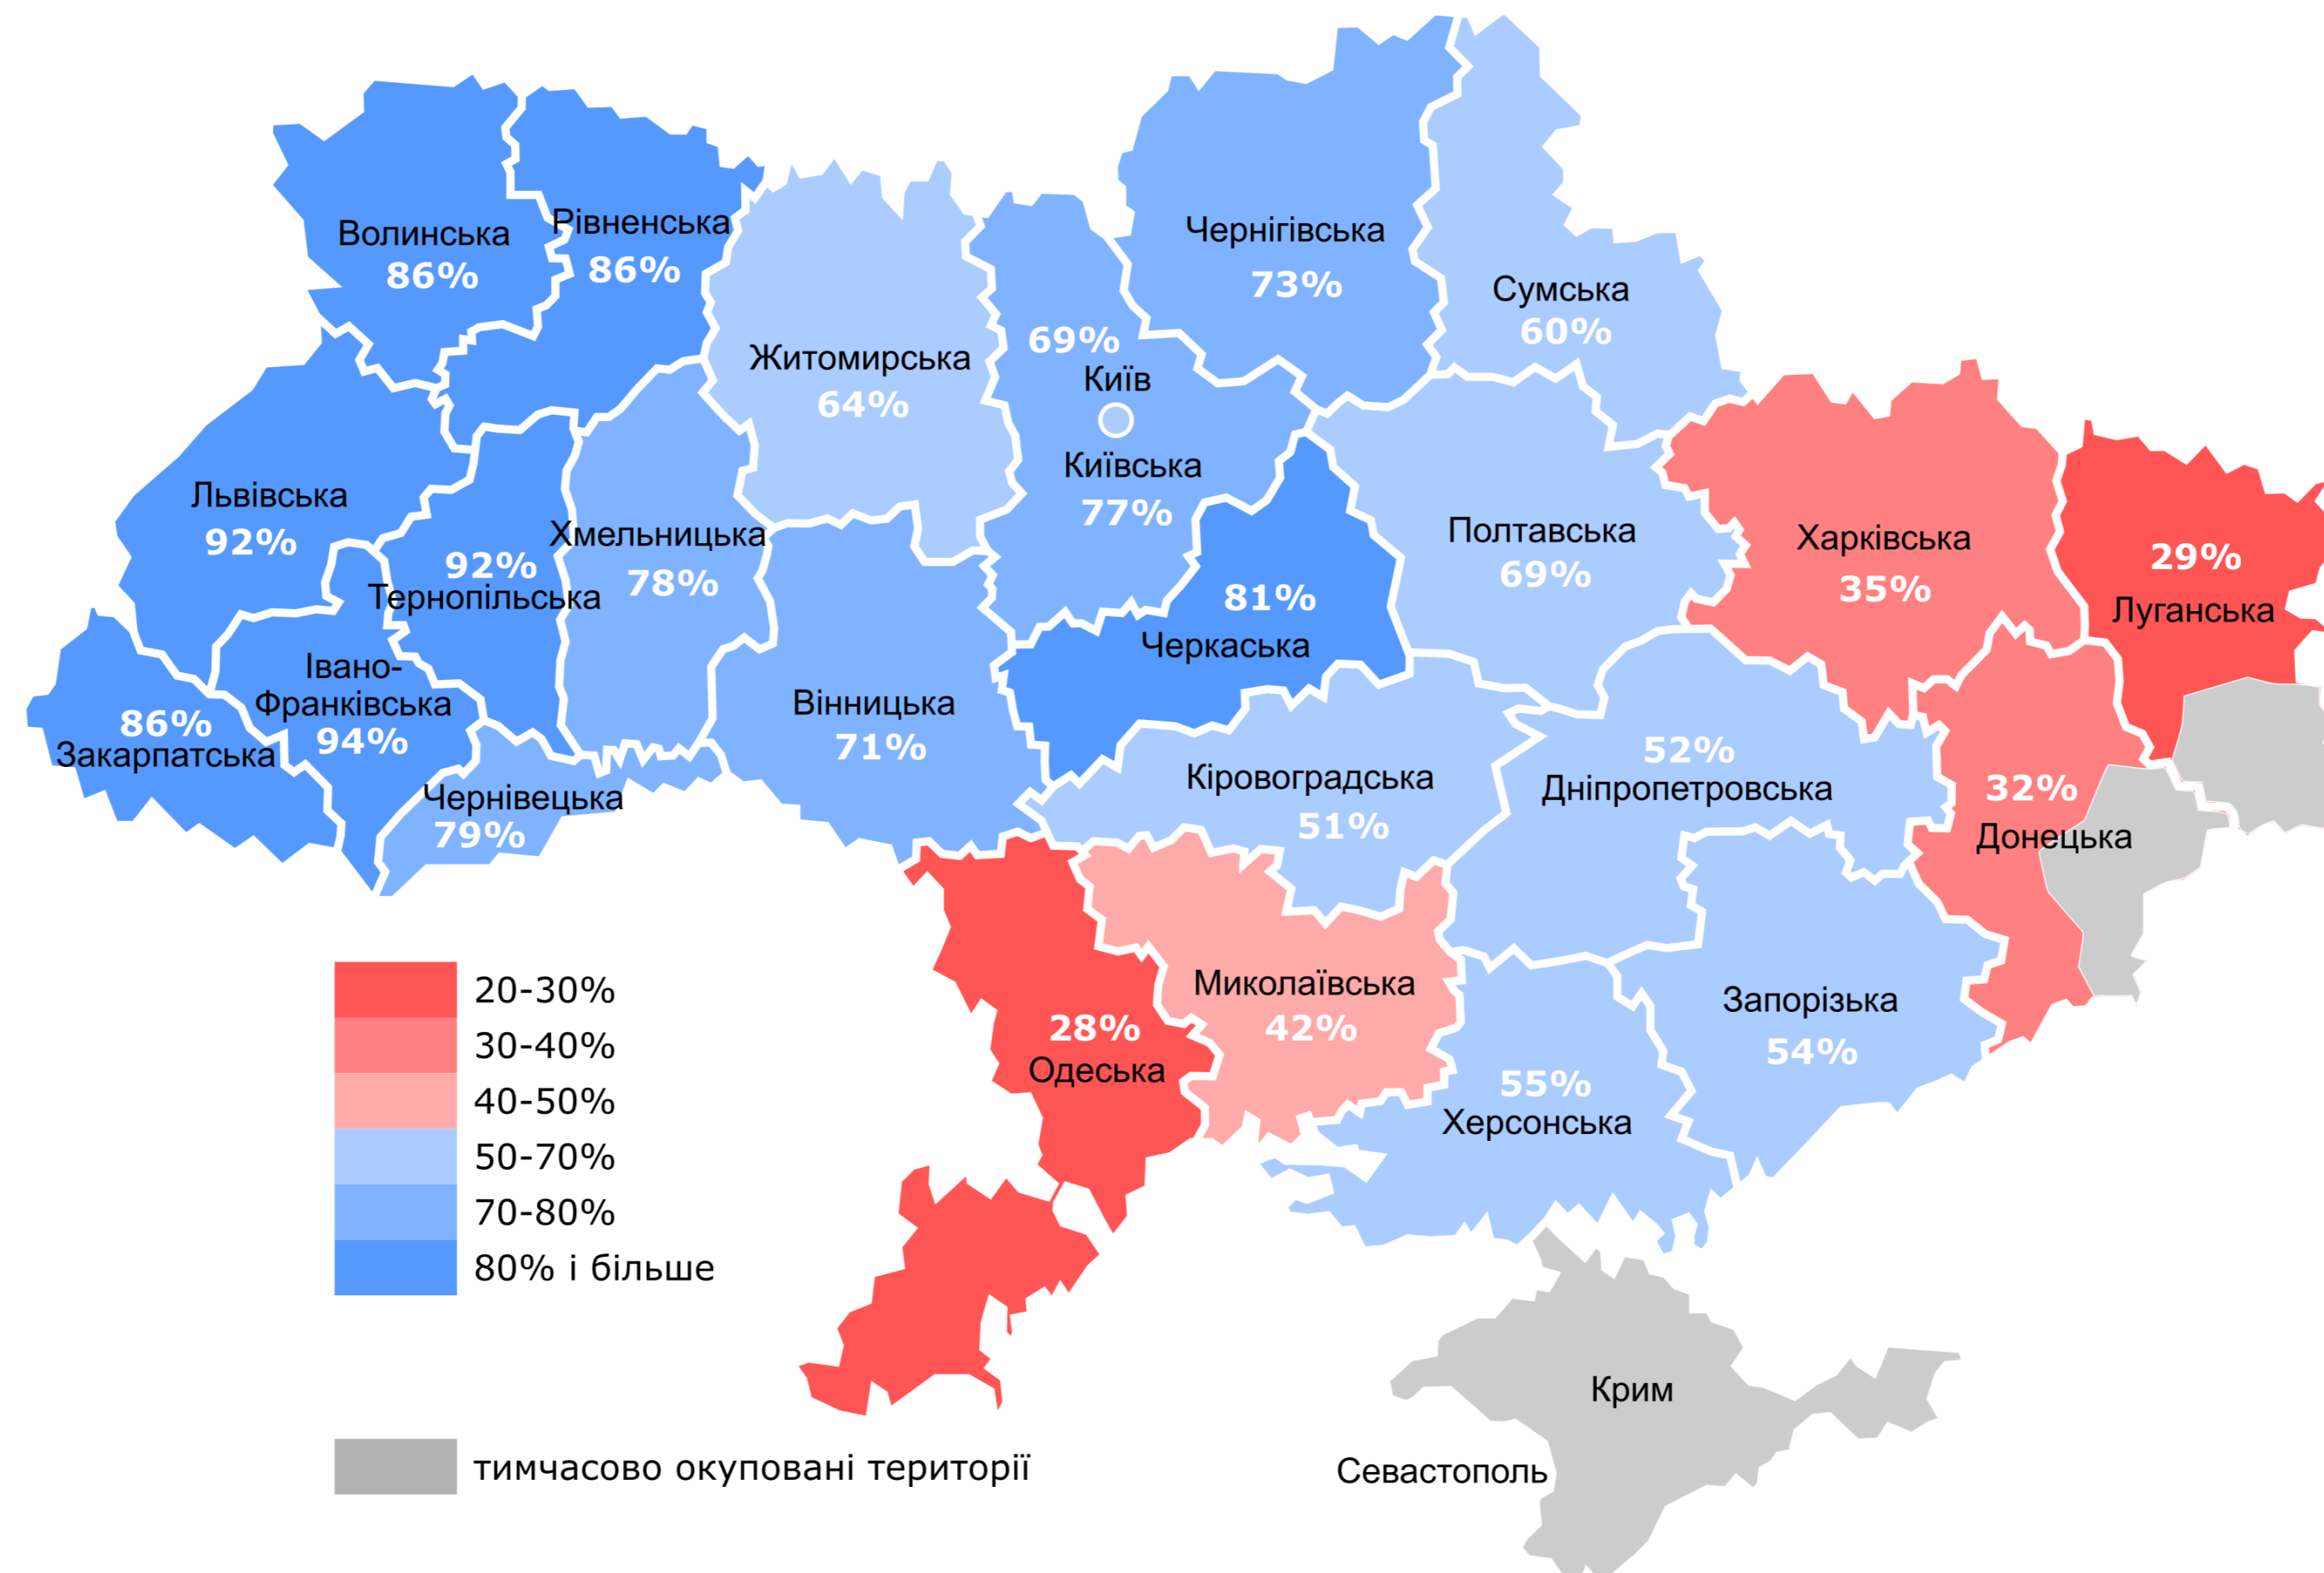 Волинська
86%
Рівненська
86%
Житомирська
64%
69%
Київ
Київська
77%
Чернігівська
73%
Сумська
60%
Львівська
92%
92%
Тернопільська
Хмельницька
78%
81%
Черкаська
Полтавська
69%
Харківська
35%
29%
Луганська
86%
Закарпатська
Івано-
Франківська
94%
Чернівецька
79%
Вінницька
71%
Кіровоградська
51%
52%
Дніпропетровська
32%
Донецька
28%
Одеська
Миколаївська
42%
55%
Херсонська
Запорізька
54%
Крим
Севастополь
20-30%
30-40%
40-50%
50-70%
70-80%
80% і більше
тимчасово окуповані території